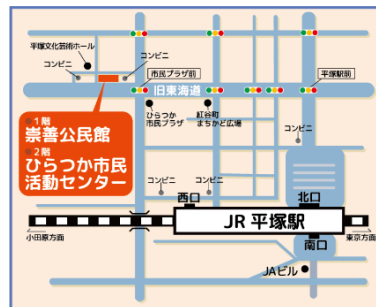 平塚文化芸術ホール
コンビニ
コンビニ
市民プラザ前
平塚駅前
旧東海道
●1階
崇善公民館
●2階
ひらつか市民
活動センター
ひらつか
市民プラザ
紅谷町
まちかど広場
コンビニ
コンビニ
コンビニ
西口
北口
JR 平塚駅
小田原方面
東京方面
南口
JAビル